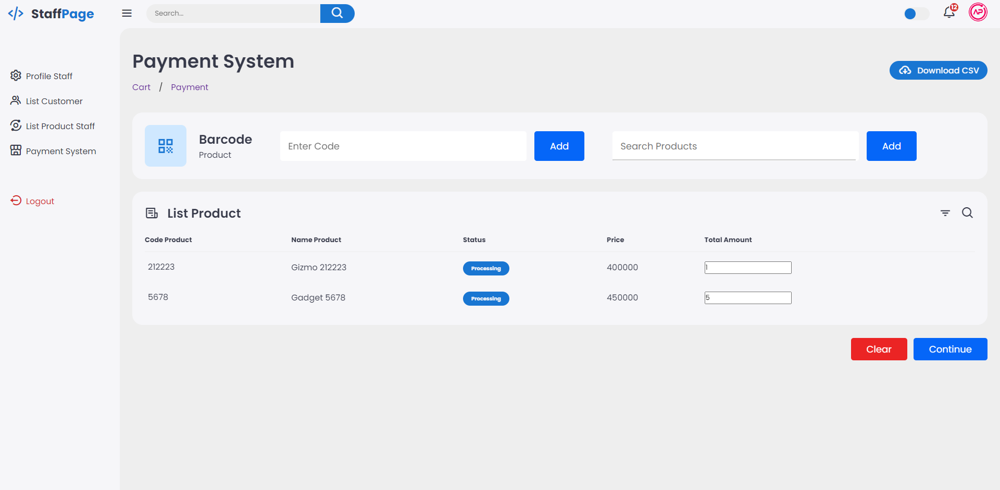 </> StaffPage
Search...
12
AP
Profile Staff
List Customer
List Product Staff
Payment System
Logout
Payment System
Cart / Payment
Download CSV
Barcode
Product
Enter Code
Add
Search Products
Add
List Product
Code Product Name Product Status Price Total Amount
212223 Gizmo 212223 Processing 400000 1
5678 Gadget 5678 Processing 450000 5
Clear
Continue